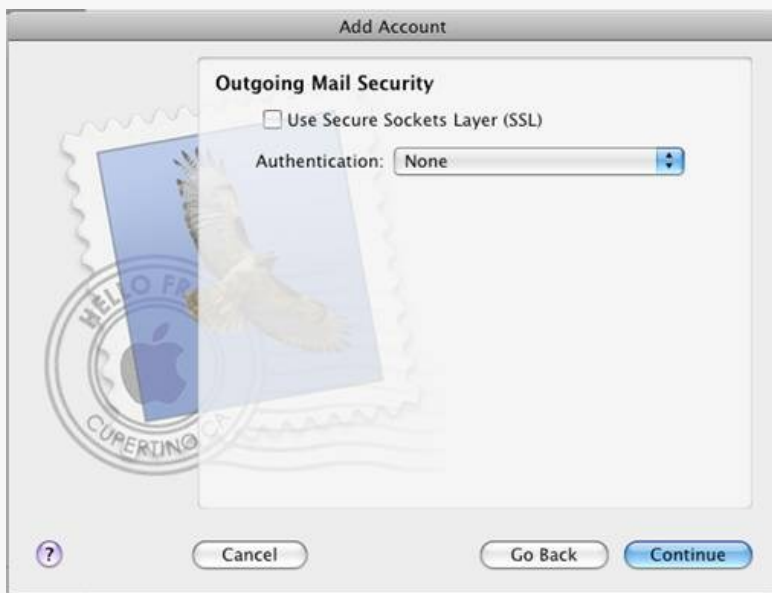 Add Account
Outgoing Mail Security
Use Secure Sockets Layer (SSL)
Authentication: None
HELLO FR
CUPERTINO CA
?
Cancel
Go Back
Continue